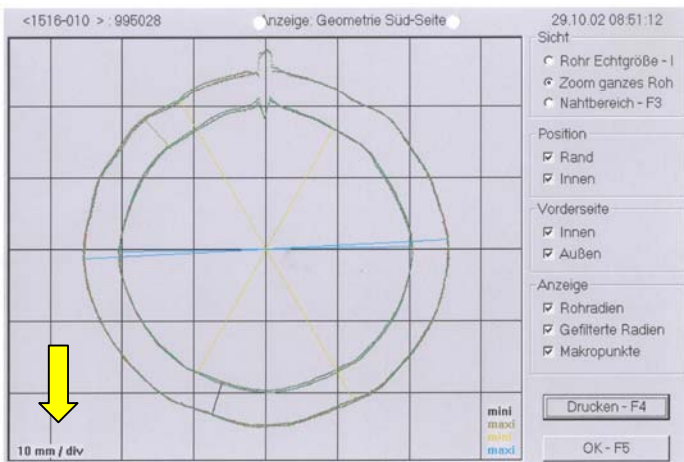 <1516-010 > : 995028
Anzeige: Geometrie Süd-Seite
29.10.02 08:51:12
Sicht
Rohr Echtgröße - I
Zoom ganzes Roh
Nahtbereich - F3
Position
Rand
Innen
Vorderseite
Innen
Außen
Anzeige
Rohradien
Gefilterte Radien
Makropunkte
Drucken - F4
OK - F5
mini
maxi
mini
maxi
10 mm / div